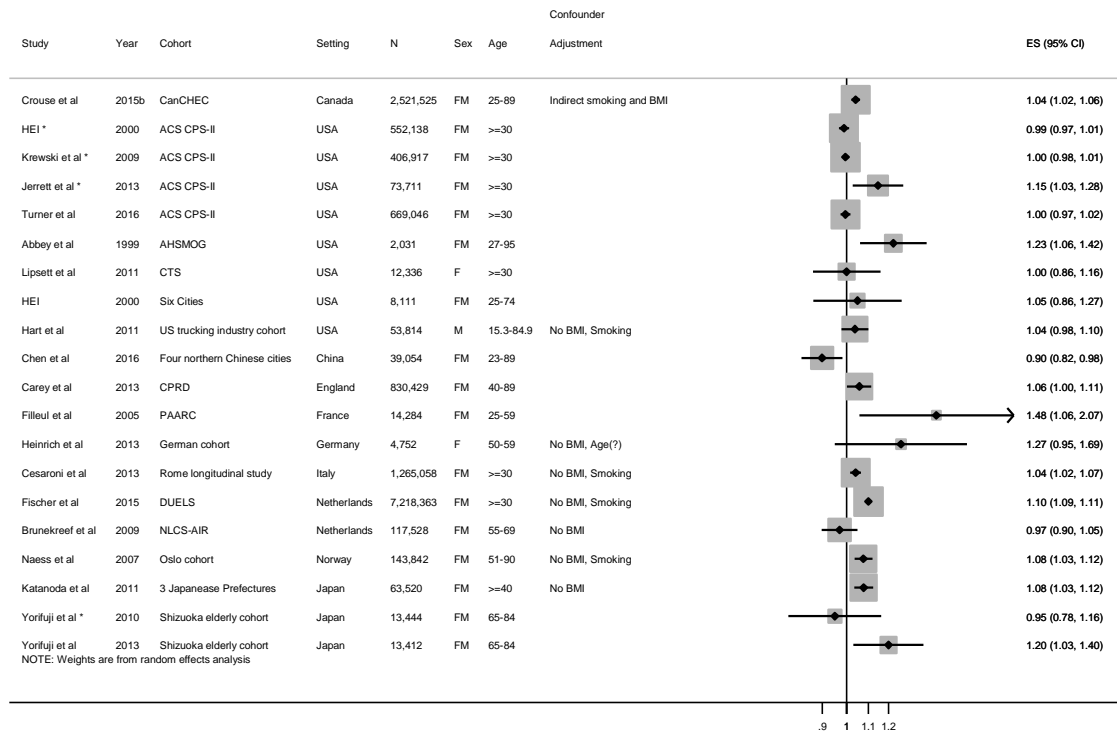 Confounder
Study Year Cohort Setting N Sex Age Adjustment ES (95% CI)
Crouse et al 2015b CanCHEC Canada 2,521,525 FM 25-89 Indirect smoking and BMI 1.04 (1.02, 1.06)
HEI * 2000 ACS CPS-II USA 552,138 FM >=30 0.99 (0.97, 1.01)
Krewski et al * 2009 ACS CPS-II USA 406,917 FM >=30 1.00 (0.98, 1.01)
Jerrett et al * 2013 ACS CPS-II USA 73,711 FM >=30 1.15 (1.03, 1.28)
Turner et al 2016 ACS CPS-II USA 669,046 FM >=30 1.00 (0.97, 1.02)
Abbey et al 1999 AHSMOG USA 2,031 FM 27-95 1.23 (1.06, 1.42)
Lipsett et al 2011 CTS USA 12,336 F >=30 1.00 (0.86, 1.16)
HEI 2000 Six Cities USA 8,111 FM 25-74 1.05 (0.86, 1.27)
Hart et al 2011 US trucking industry cohort USA 53,814 M 15.3-84.9 No BMI, Smoking 1.04 (0.98, 1.10)
Chen et al 2016 Four northern Chinese cities China 39,054 FM 23-89 0.90 (0.82, 0.98)
Carey et al 2013 CPRD England 830,429 FM 40-89 1.06 (1.00, 1.11)
Filleul et al 2005 PAARC France 14,284 FM 25-59 1.48 (1.06, 2.07)
Heinrich et al 2013 German cohort Germany 4,752 F 50-59 No BMI, Age(?) 1.27 (0.95, 1.69)
Cesaroni et al 2013 Rome longitudinal study Italy 1,265,058 FM >=30 No BMI, Smoking 1.04 (1.02, 1.07)
Fischer et al 2015 DUELS Netherlands 7,218,363 FM >=30 No BMI, Smoking 1.10 (1.09, 1.11)
Brunekreef et al 2009 NLCS-AIR Netherlands 117,528 FM 55-69 No BMI 0.97 (0.90, 1.05)
Naess et al 2007 Oslo cohort Norway 143,842 FM 51-90 No BMI, Smoking 1.08 (1.03, 1.12)
Katanoda et al 2011 3 Japanease Prefectures Japan 63,520 FM >=40 No BMI 1.08 (1.03, 1.12)
Yorifuji et al * 2010 Shizuoka elderly cohort Japan 13,444 FM 65-84 0.95 (0.78, 1.16)
Yorifuji et al 2013 Shizuoka elderly cohort Japan 13,412 FM 65-84 1.20 (1.03, 1.40)
NOTE: Weights are from random effects analysis
.9 1 1.1 1.2